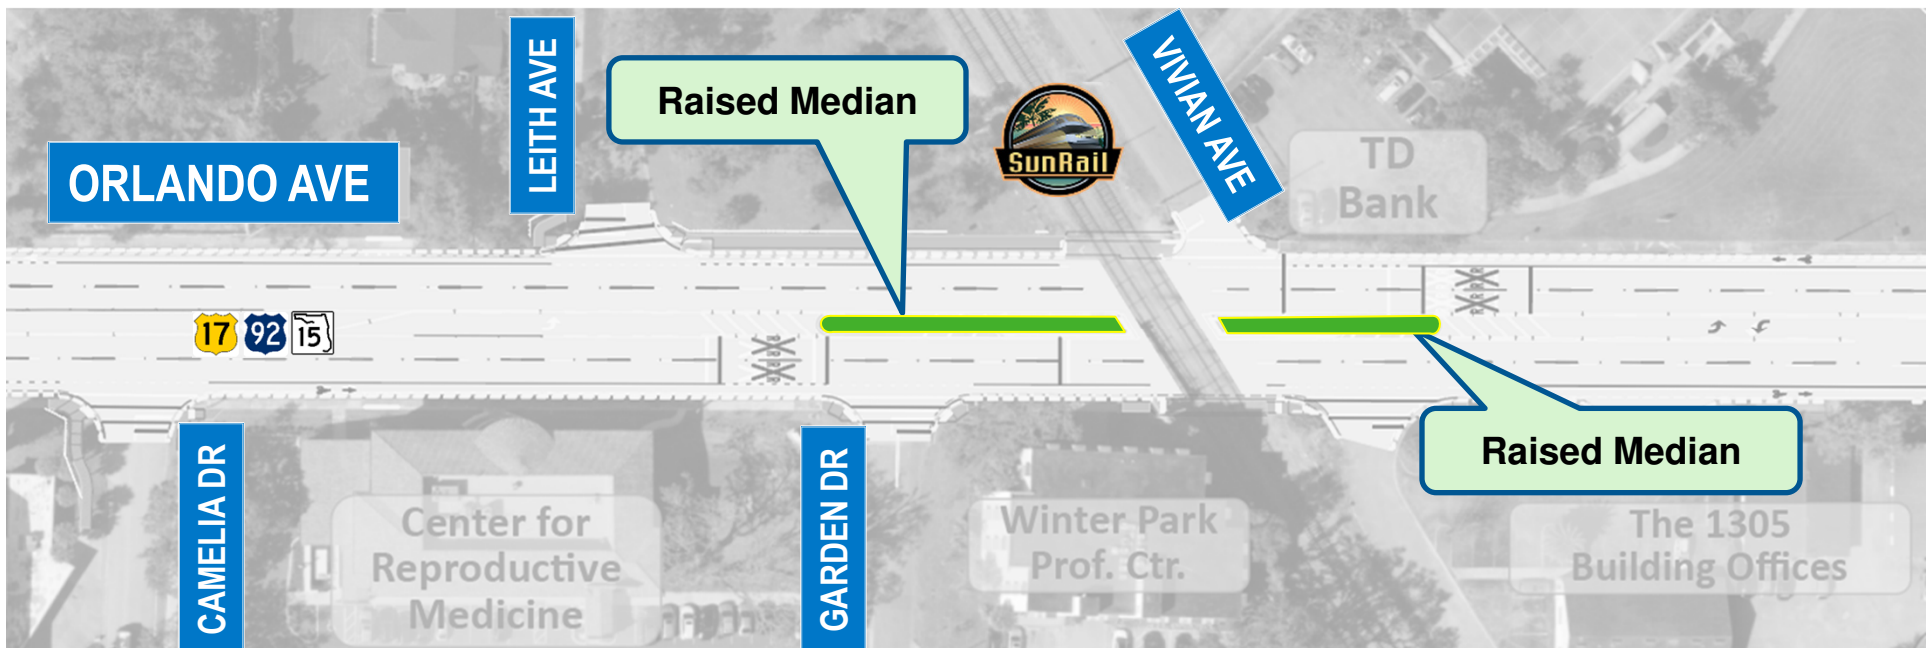 LEITH AVE
Raised Median
SunRail
VIVIAN AVE
TD
Bank
ORLANDO AVE
17 92 15
Raised Median
CAMELIA DR
Center for
Reproductive
Medicine
GARDEN DR
Winter Park
Prof. Ctr.
The 1305
Building Offices